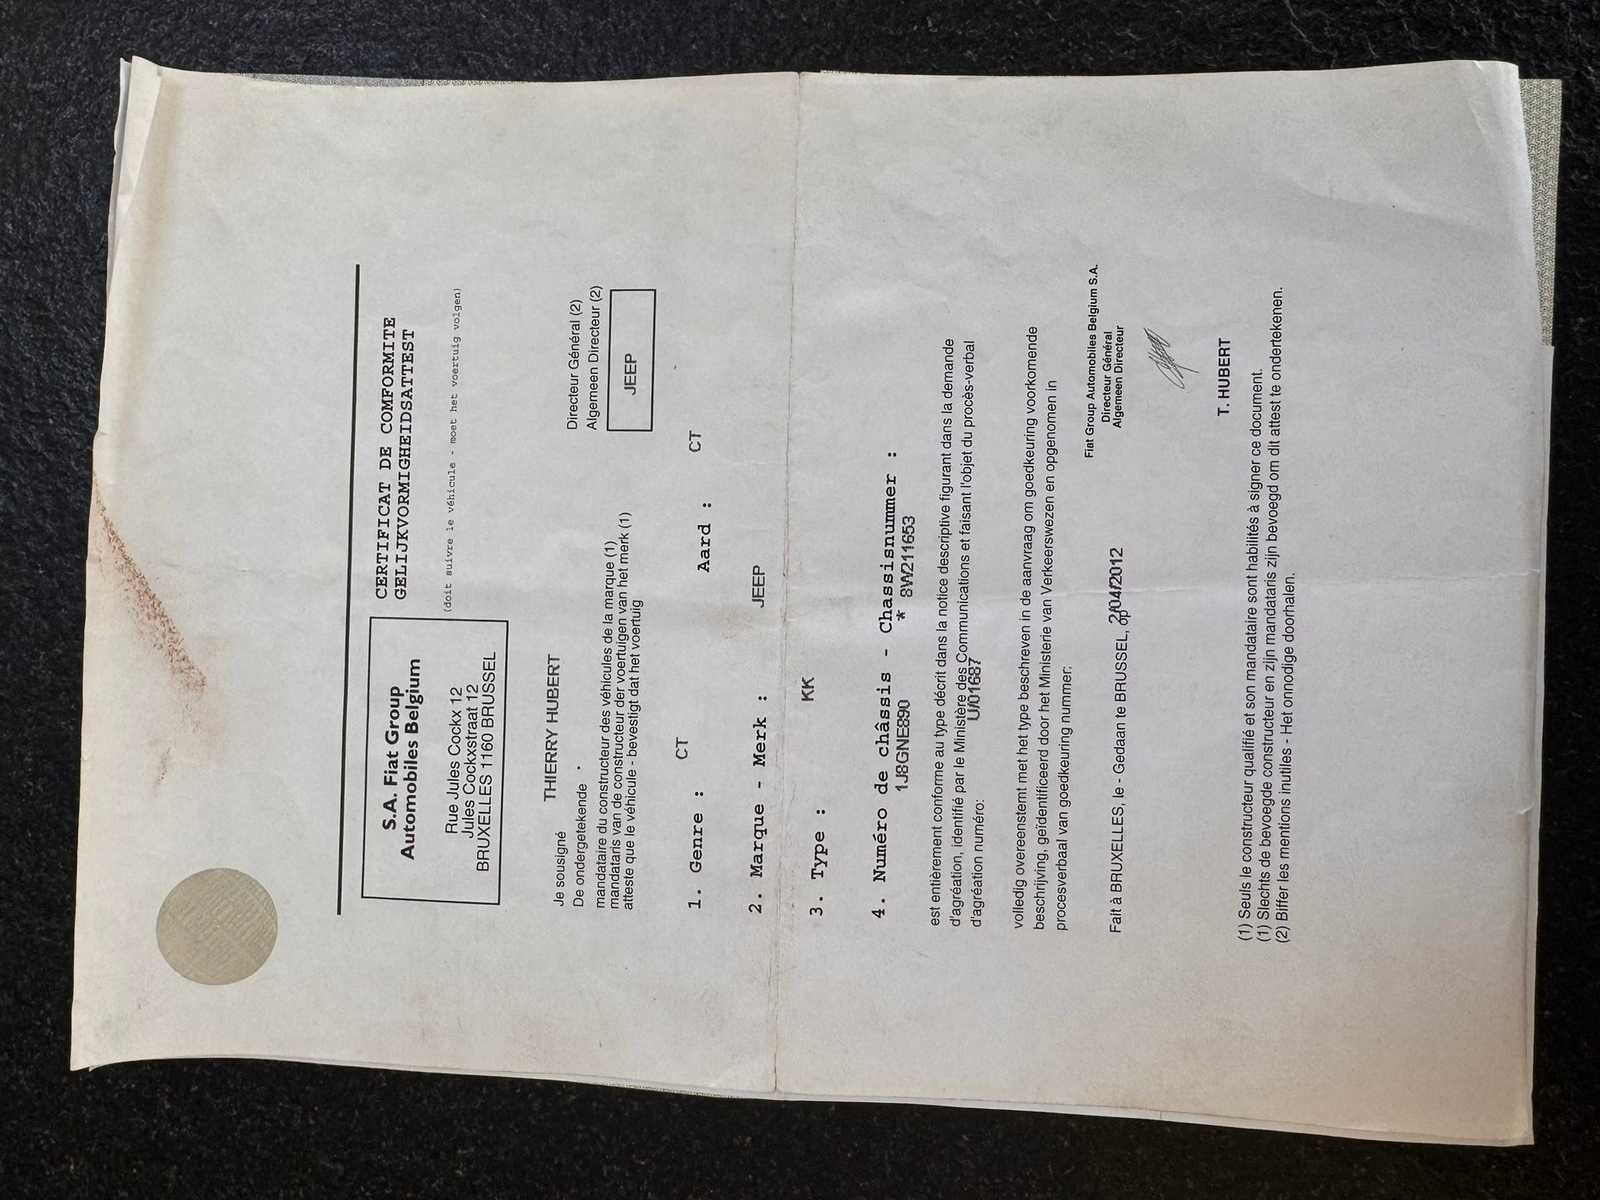 S.A. Fiat Group
Automobiles Belgium
Rue Jules Cockx 12
Jules Cockxstraat 12
BRUXELLES 1160 BRUSSEL
CERTIFICAT DE COMFORMITE
GELIJKVORMIGHEIDSATTEST
(doit suivre le véhicule - moet het voertuig volgen)
Je sousigné THIERRY HUBERT Directeur Général (2)
De ondergetekende Algemeen Directeur (2)
mandataire du constructeur des véhicules de la marque (1)
mandataris van de constructeur der voertuigen van het merk (1) JEEP
atteste que le véhicule - bevestigt dat het voertuig
1. Genre : CT Aard : CT
2. Marque - Merk : JEEP
3. Type : KK
4. Numéro de châssis - Chassisnummer :
1J8GNE890 * 8W211653
est entièrement conforme au type décrit dans la notice descriptive figurant dans la demande
d'agréation, identifié par le Ministère des Communications et faisant l'objet du procès-verbal
d'agréation numéro: U/01687
volledig overeenstemt met het type beschreven in de aanvraag om goedkeuring voorkomende
beschrijving, geïdentificeerd door het Ministerie van Verkeerswezen en opgenomen in
procesverbaal van goedkeuring nummer:
Fait à BRUXELLES, le - Gedaan te BRUSSEL, op 2/04/2012
Fiat Group Automobiles Belgium S.A.
Directeur Général
Algemeen Directeur
T. HUBERT
(1) Seuls le constructeur qualifié et son mandataire sont habilités à signer ce document.
(1) Slechts de bevoegde constructeur en zijn mandataris zijn bevoegd om dit attest te ondertekenen.
(2) Biffer les mentions inutiles - Het onnodige doorhalen.